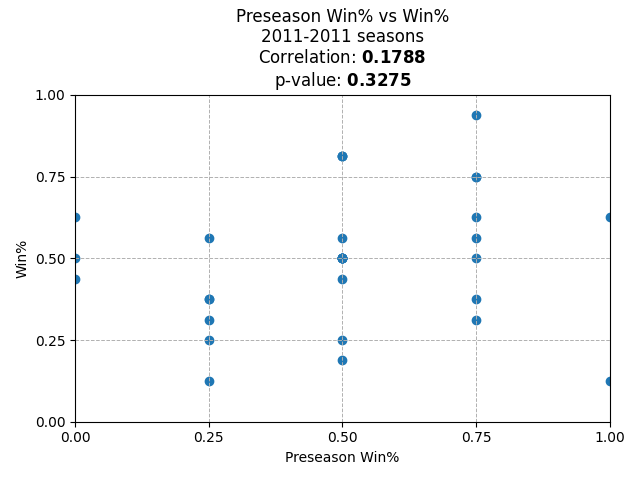 Preseason Win% vs Win%
2011-2011 seasons
Correlation: 0.1788
p-value: 0.3275
1.00
0.75
0.50
0.25
0.00
Win%
0.00 0.25 0.50 0.75 1.00
Preseason Win%